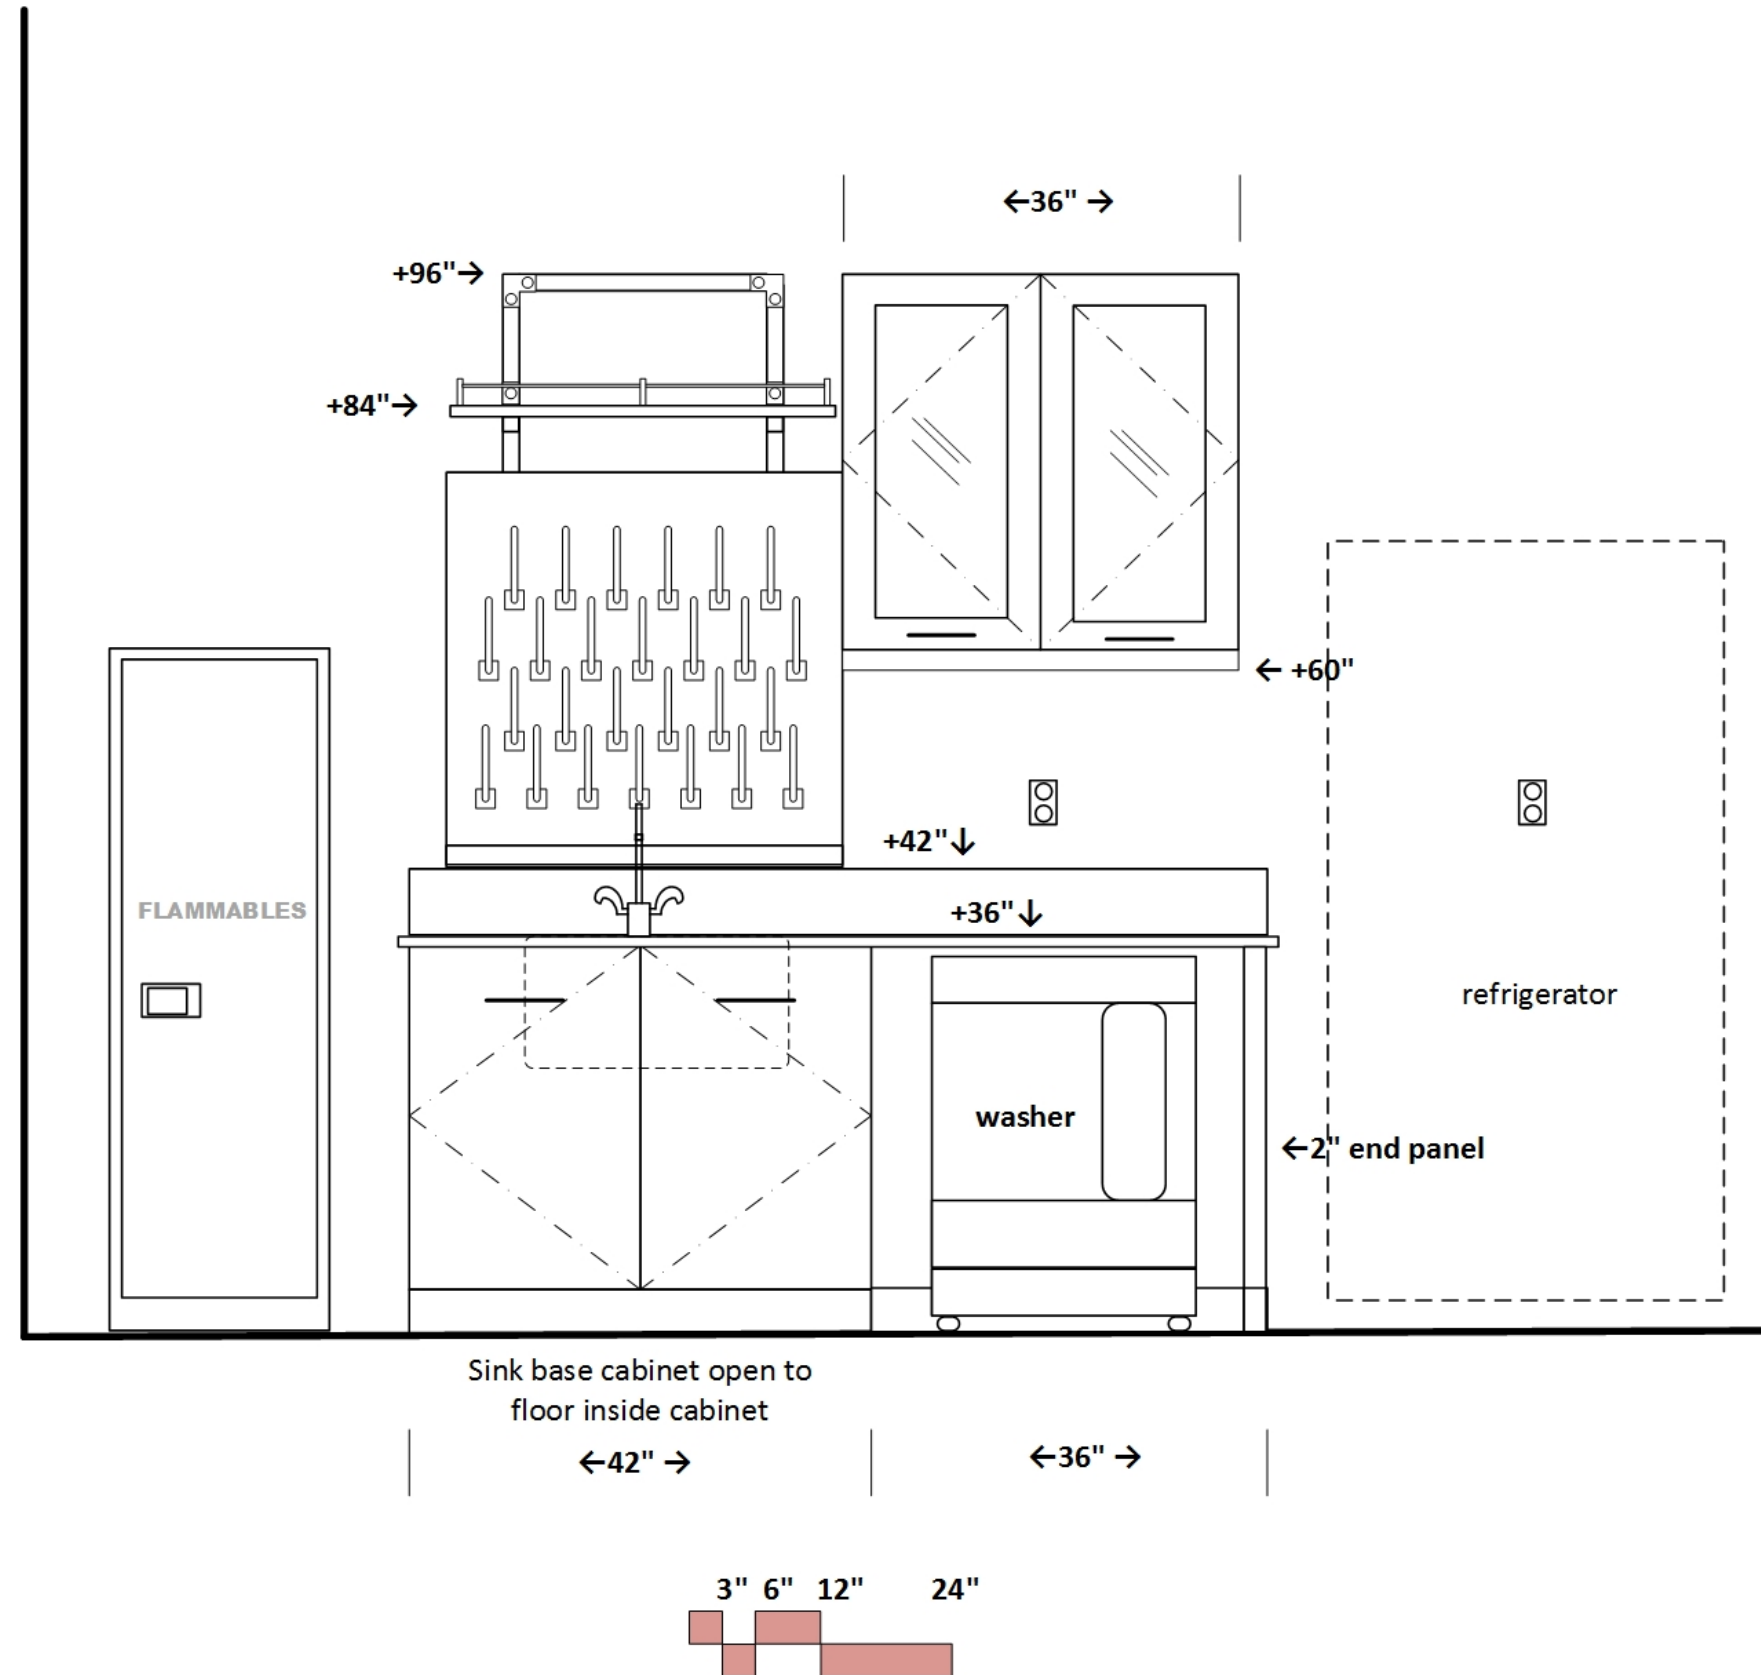 ←36" →
+96"→
+84"→
← +60"
+42"↓
FLAMMABLES
+36"↓
refrigerator
washer
←2" end panel
Sink base cabinet open to
floor inside cabinet
←42" →
←36" →
3" 6" 12" 24"